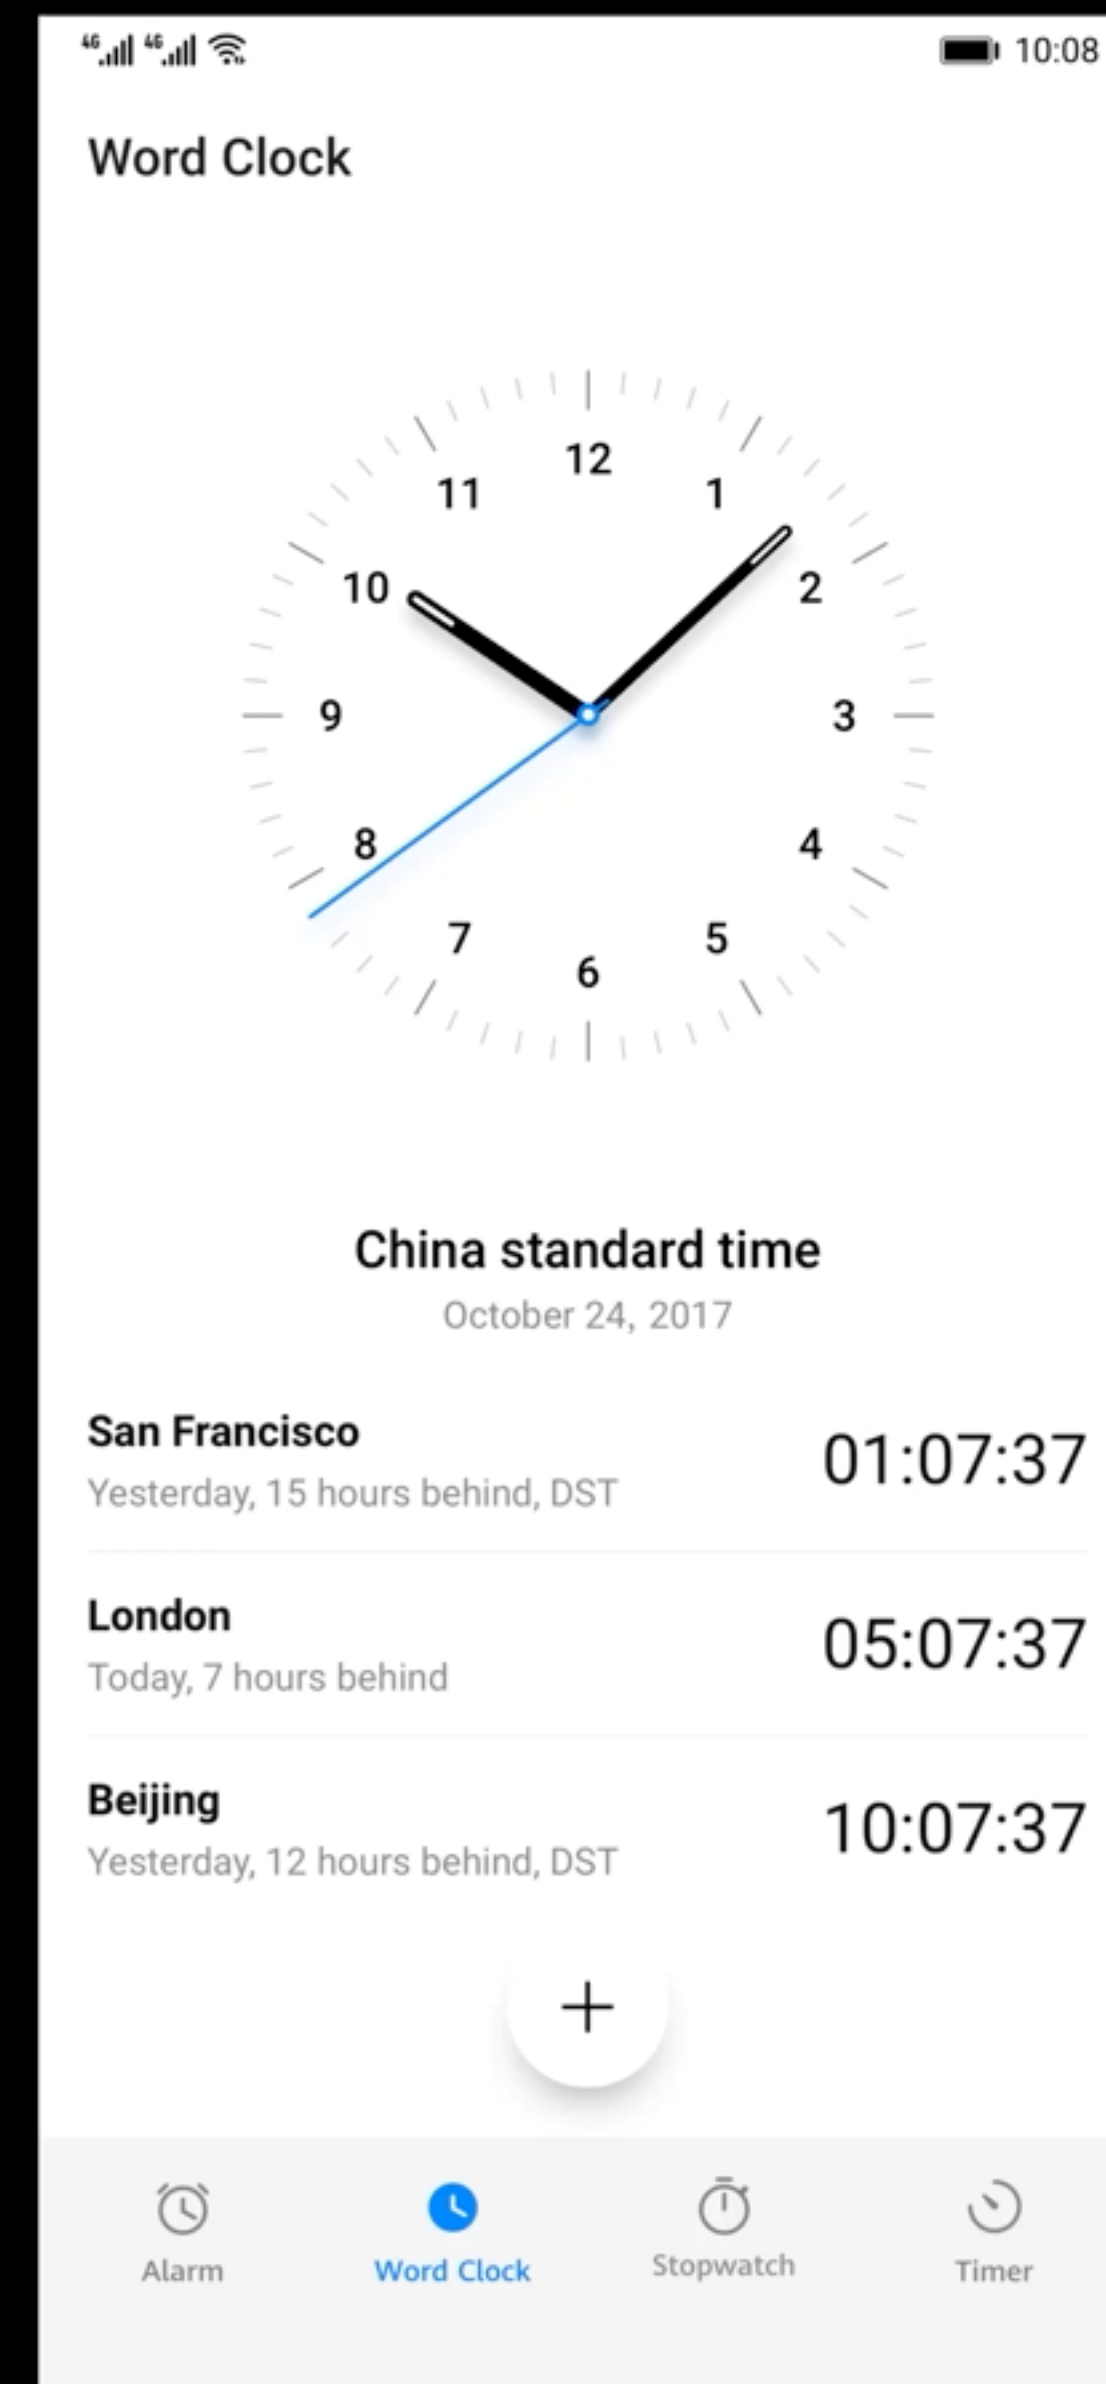 4G 4G 10:08
Word Clock
12
11 1
10 2
9 3
8 4
7 5
6
China standard time
October 24, 2017
San Francisco
01:07:37
Yesterday, 15 hours behind, DST
London
05:07:37
Today, 7 hours behind
Beijing
10:07:37
Yesterday, 12 hours behind, DST
+
Alarm Word Clock Stopwatch Timer